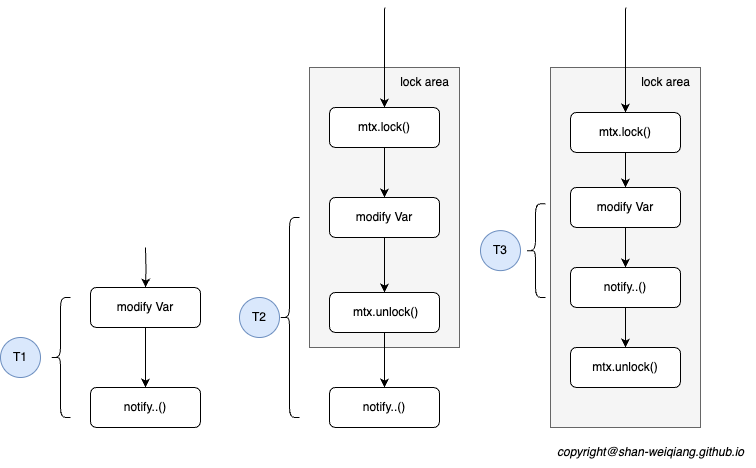 modify Var
T1
notify..()
lock area
mtx.lock()
modify Var
T2
mtx.unlock()
notify..()
lock area
mtx.lock()
modify Var
T3
notify..()
mtx.unlock()
copyright@shan-weiqiang.github.io